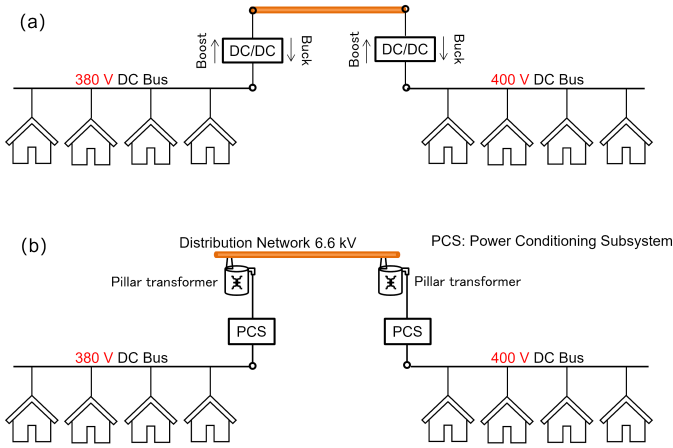 (a)
Boost
DC/DC
Buck
Boost
DC/DC
Buck
380 V DC Bus
400 V DC Bus
(b)
Distribution Network 6.6 kV
PCS: Power Conditioning Subsystem
Pillar transformer
Pillar transformer
PCS
PCS
380 V DC Bus
400 V DC Bus